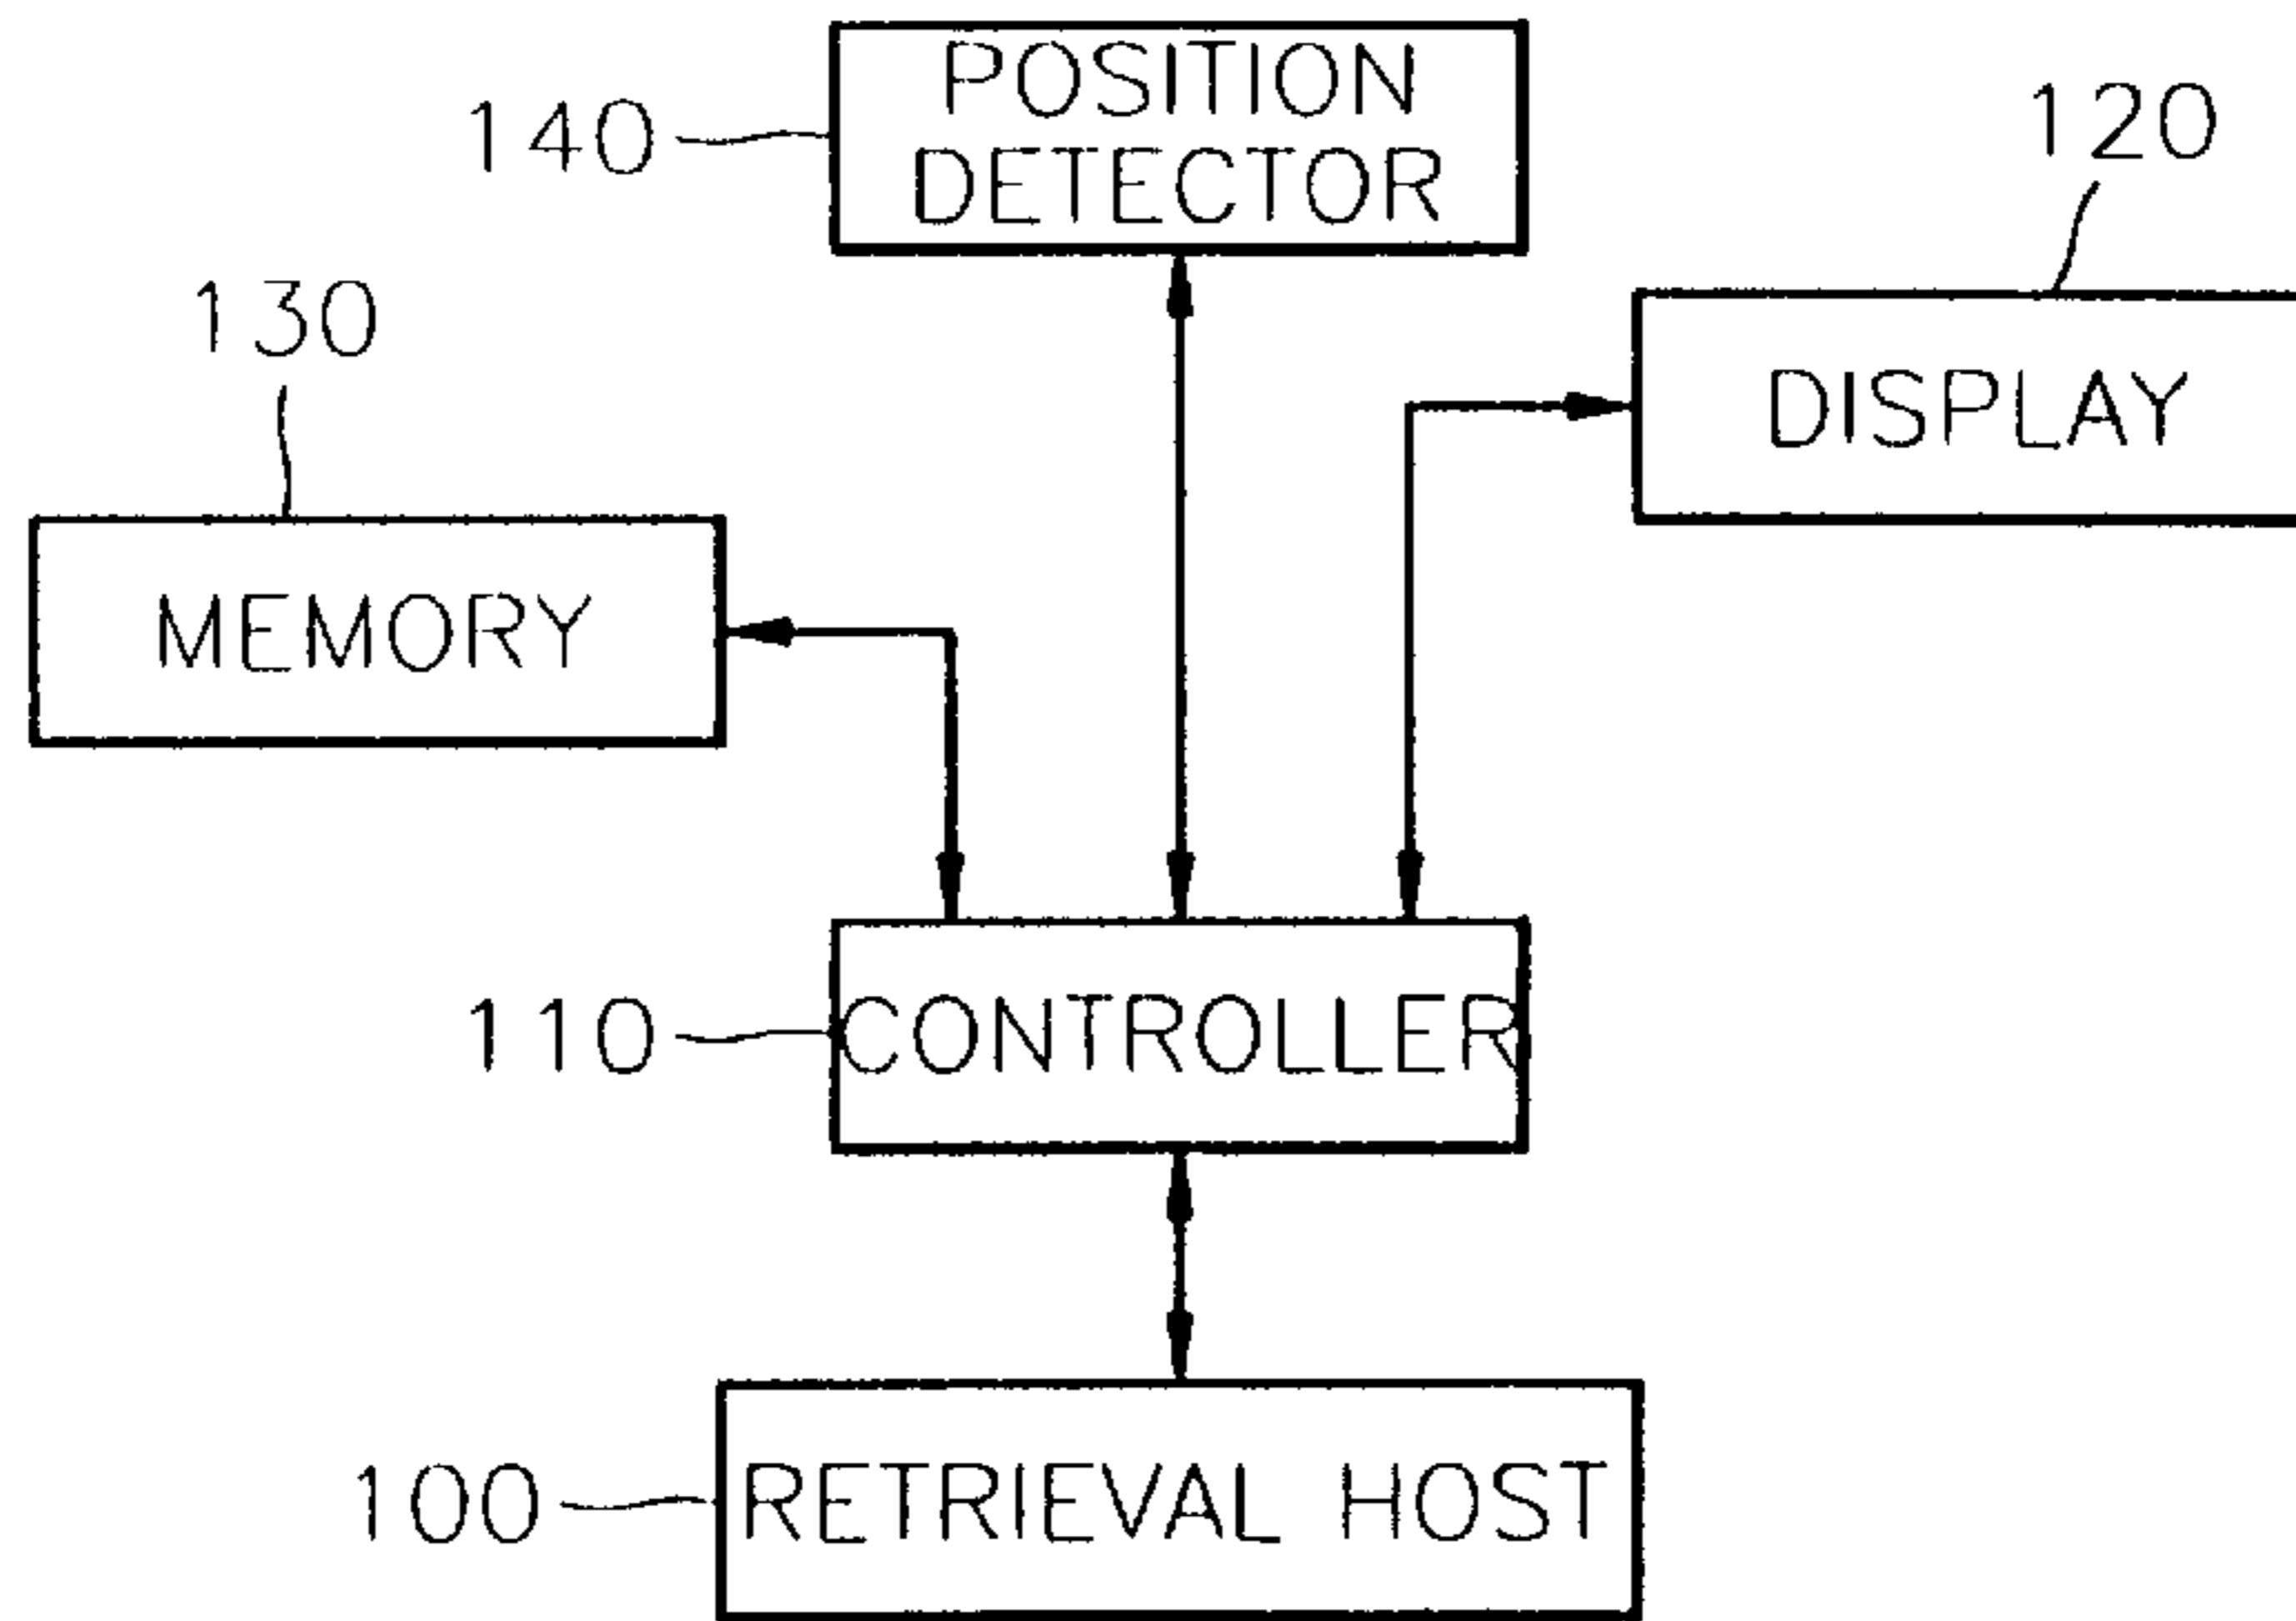 POSITION
DETECTOR
140
120
130
DISPLAY
MEMORY
110
CONTROLLER
100
RETRIEVAL HOST